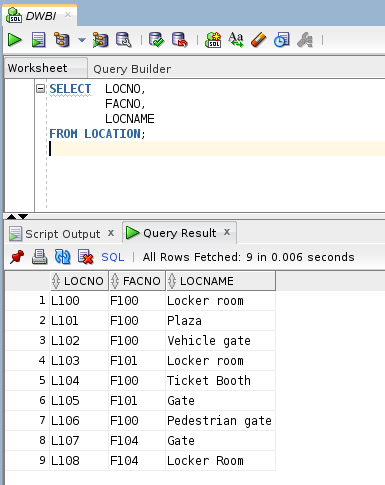 DWBI
Worksheet Query Builder
SELECT LOCNO,
FACNO,
LOCNAME
FROM LOCATION;
Script Output x Query Result x
SQL | All Rows Fetched: 9 in 0.006 seconds
LOCNO FACNO LOCNAME
1 L100 F100 Locker room
2 L101 F100 Plaza
3 L102 F100 Vehicle gate
4 L103 F101 Locker room
5 L104 F100 Ticket Booth
6 L105 F101 Gate
7 L106 F100 Pedestrian gate
8 L107 F104 Gate
9 L108 F104 Locker Room